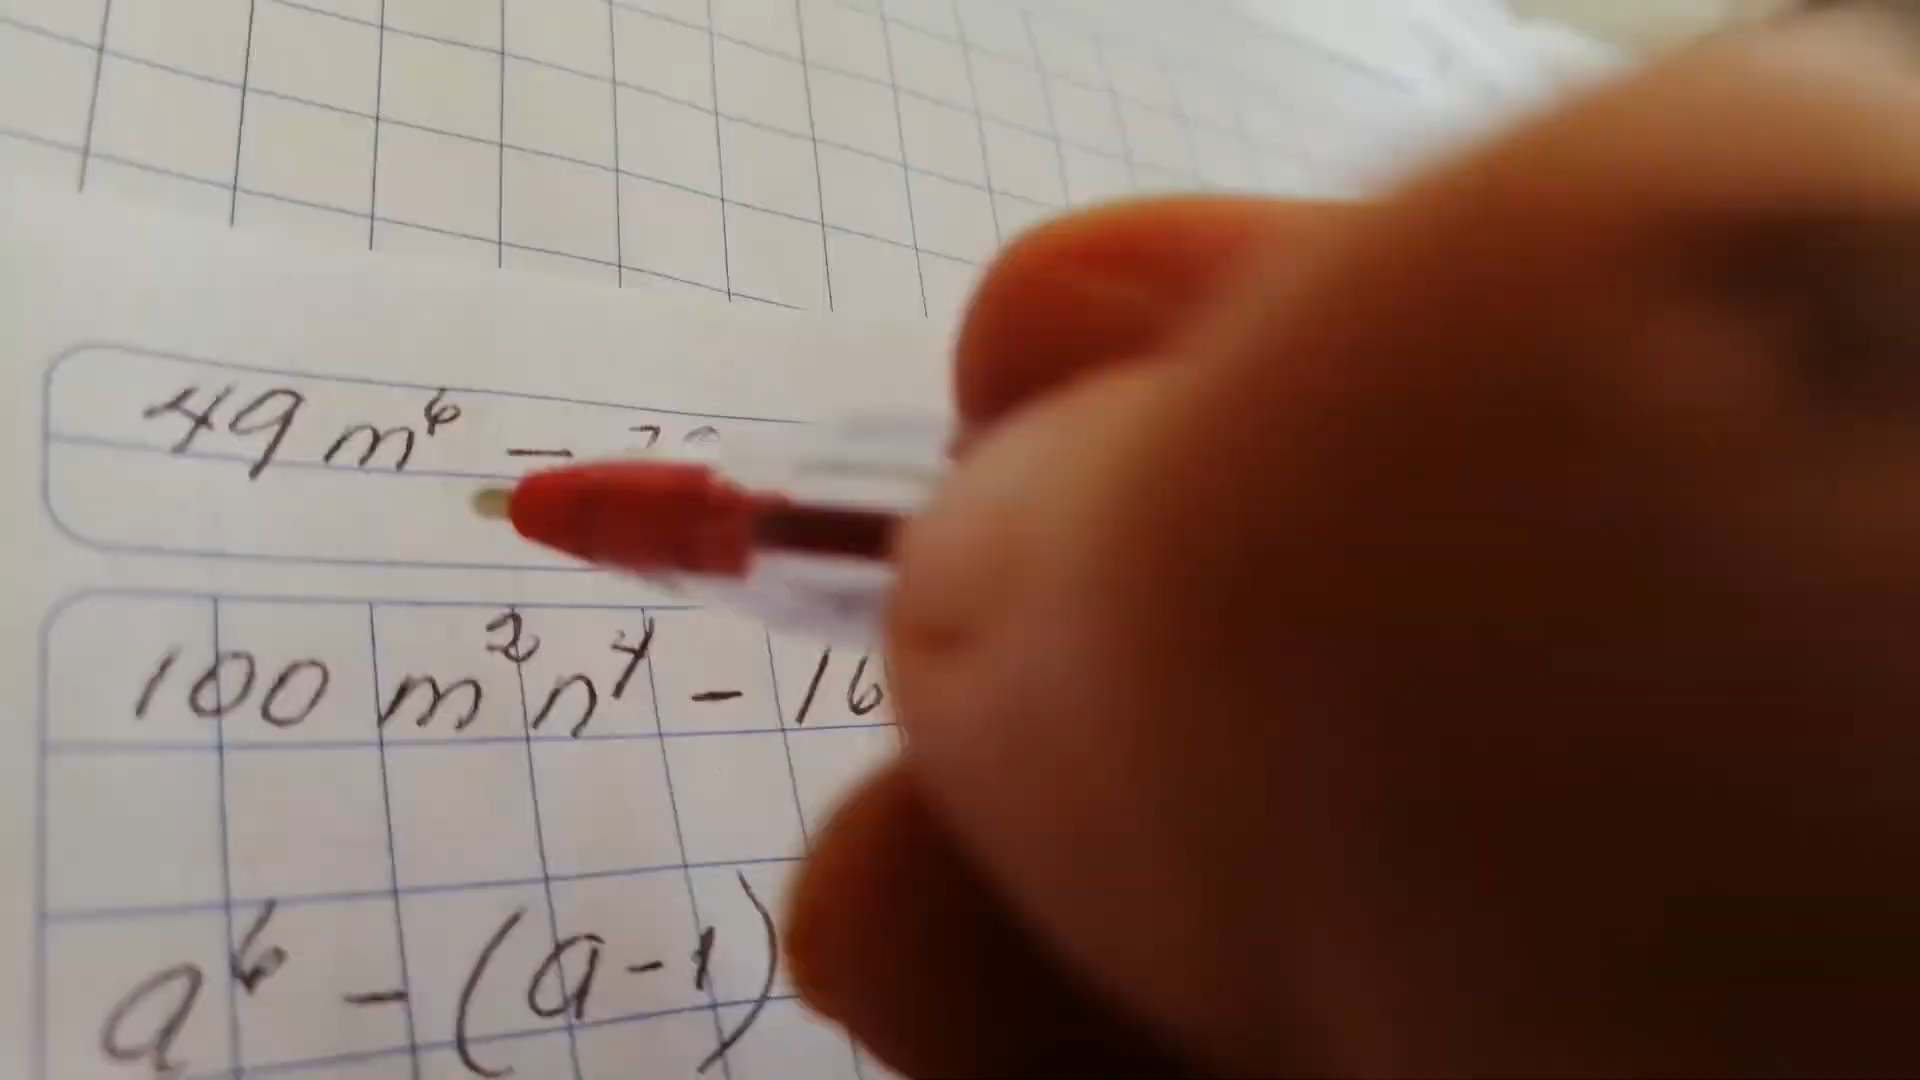 49m⁶ −
100 m²n⁴ − 16
a⁶ − (a − 1)